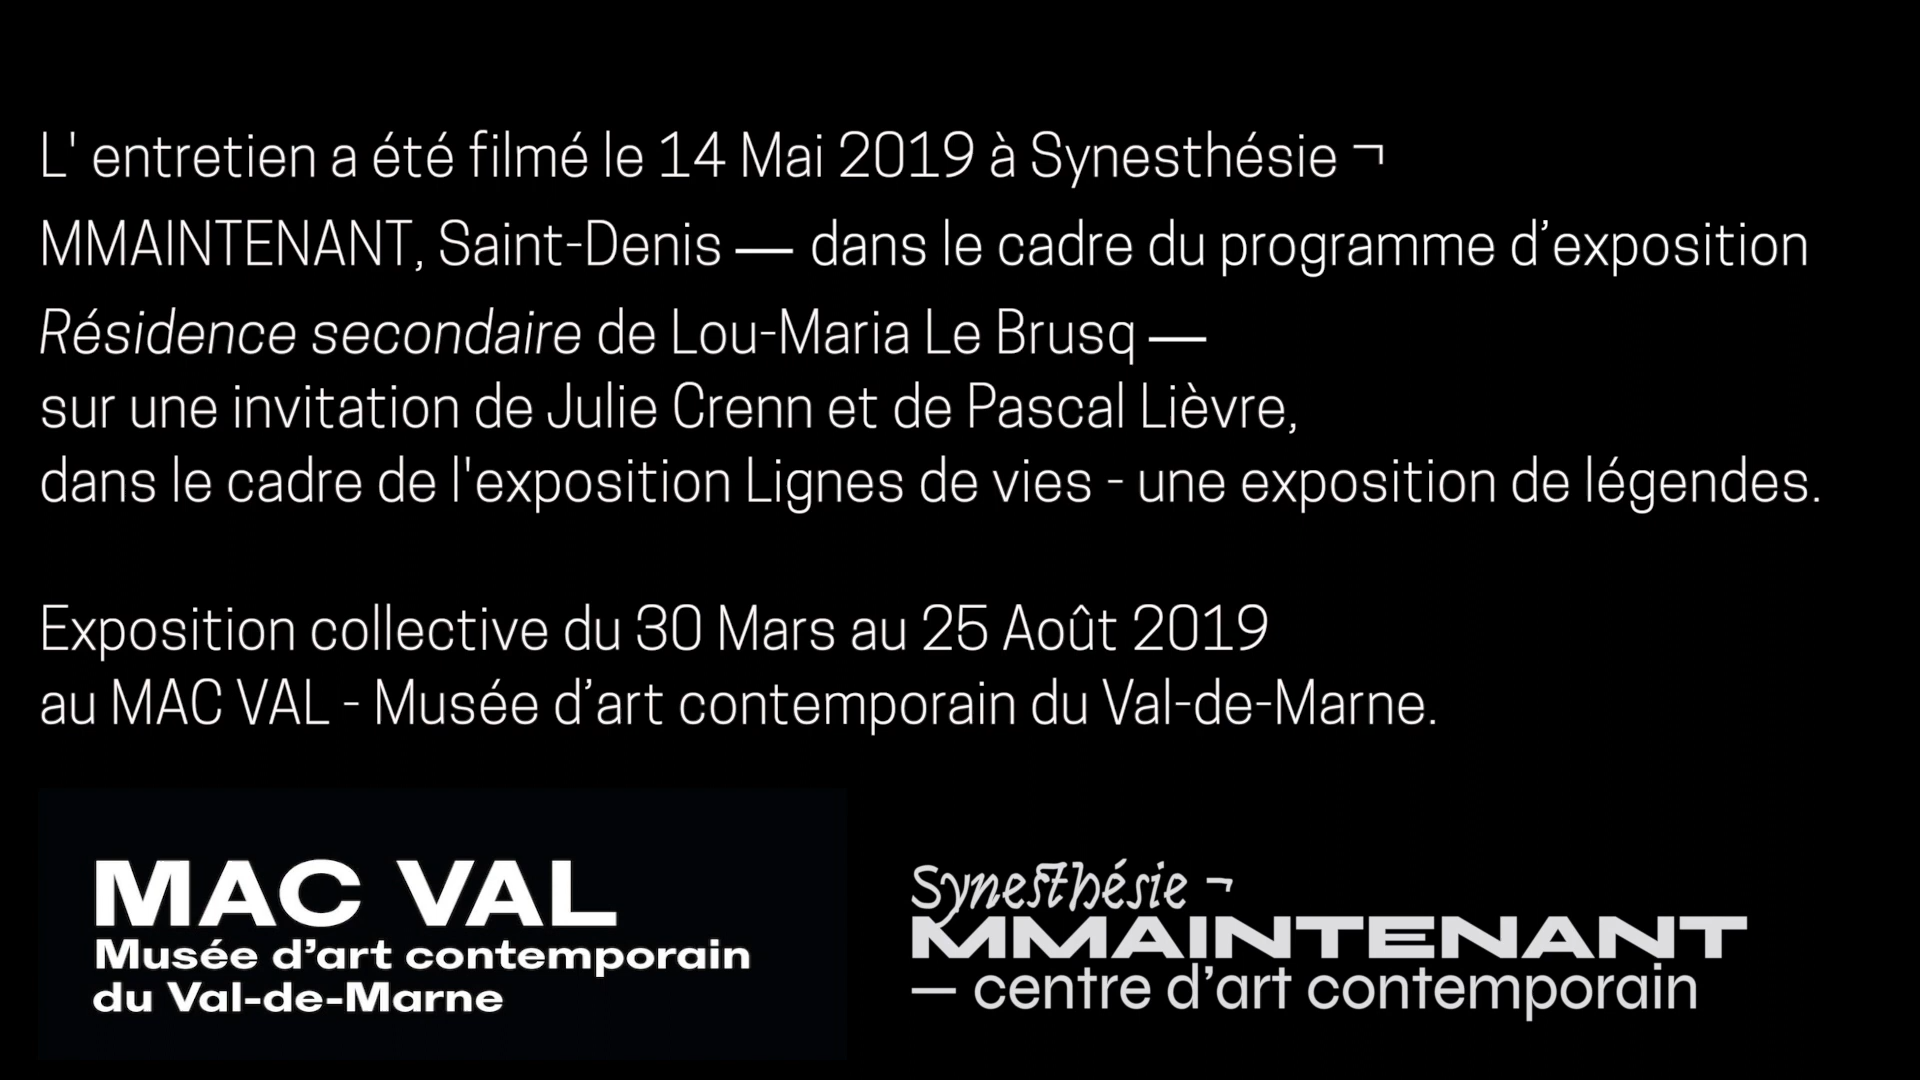 L' entretien a été filmé le 14 Mai 2019 à Synesthésie ¬
MMAINTENANT, Saint-Denis — dans le cadre du programme d’exposition
Résidence secondaire de Lou-Maria Le Brusq —
sur une invitation de Julie Crenn et de Pascal Lièvre,
dans le cadre de l'exposition Lignes de vies - une exposition de légendes.
Exposition collective du 30 Mars au 25 Août 2019
au MAC VAL - Musée d’art contemporain du Val-de-Marne.
MAC VAL
Musée d’art contemporain
du Val-de-Marne
Synesthésie ¬
MMAINTENANT
— centre d’art contemporain